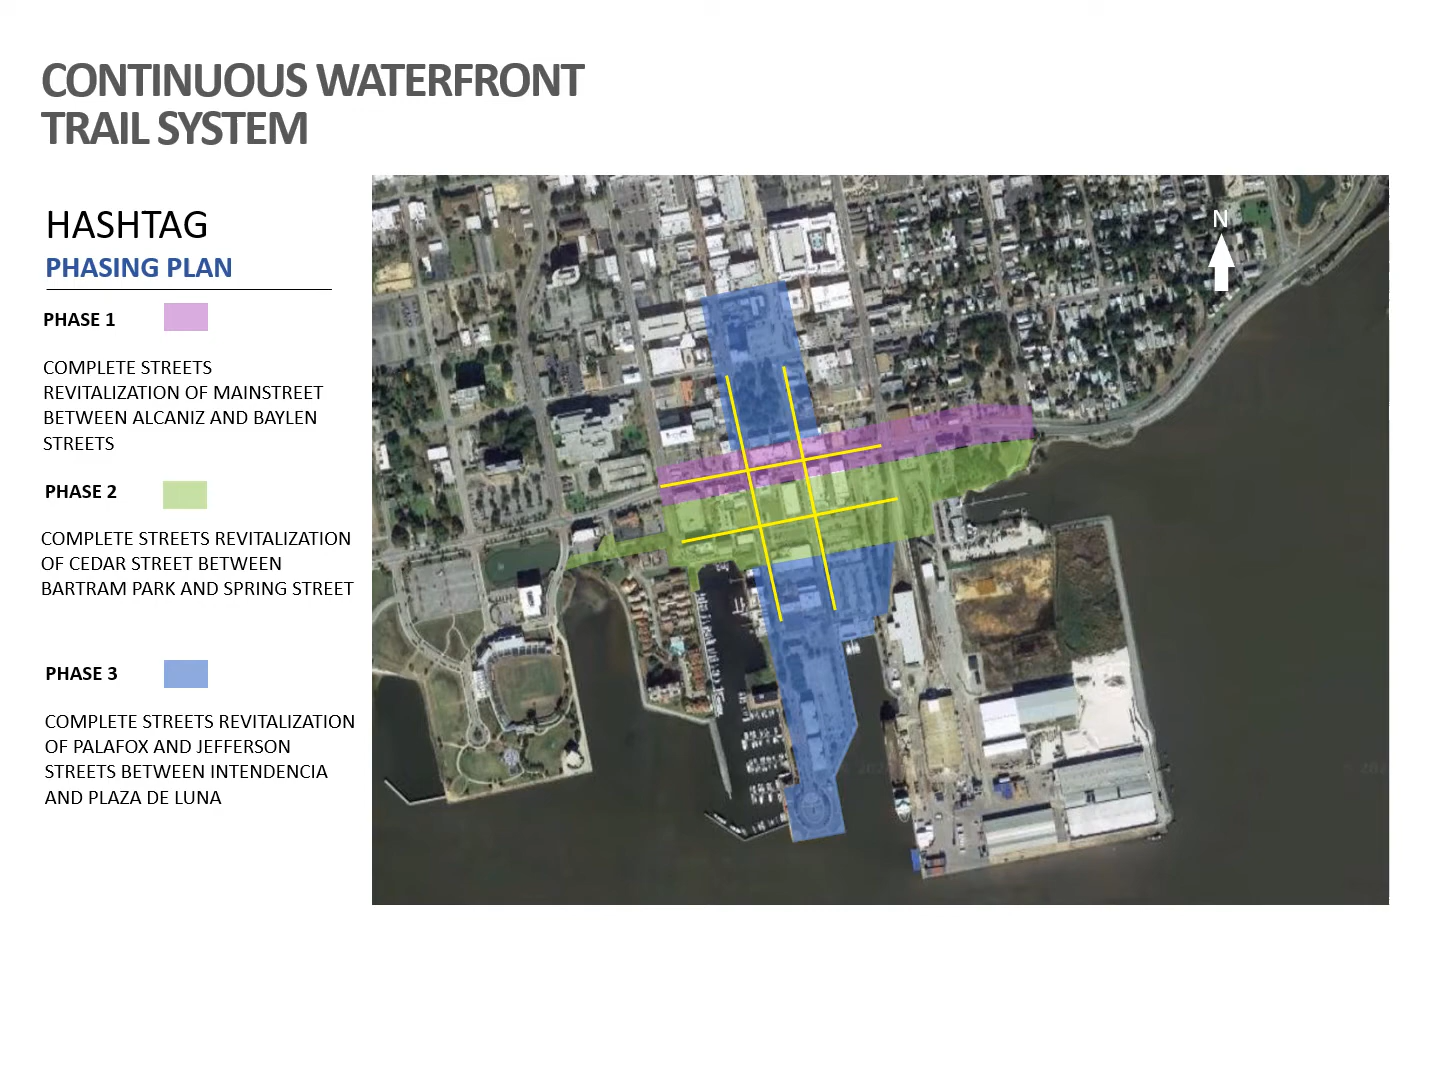 CONTINUOUS WATERFRONT
TRAIL SYSTEM
HASHTAG
PHASING PLAN
PHASE 1
COMPLETE STREETS
REVITALIZATION OF MAINSTREET
BETWEEN ALCANIZ AND BAYLEN
STREETS
PHASE 2
COMPLETE STREETS REVITALIZATION
OF CEDAR STREET BETWEEN
BARTRAM PARK AND SPRING STREET
PHASE 3
COMPLETE STREETS REVITALIZATION
OF PALAFOX AND JEFFERSON
STREETS BETWEEN INTENDENCIA
AND PLAZA DE LUNA
N